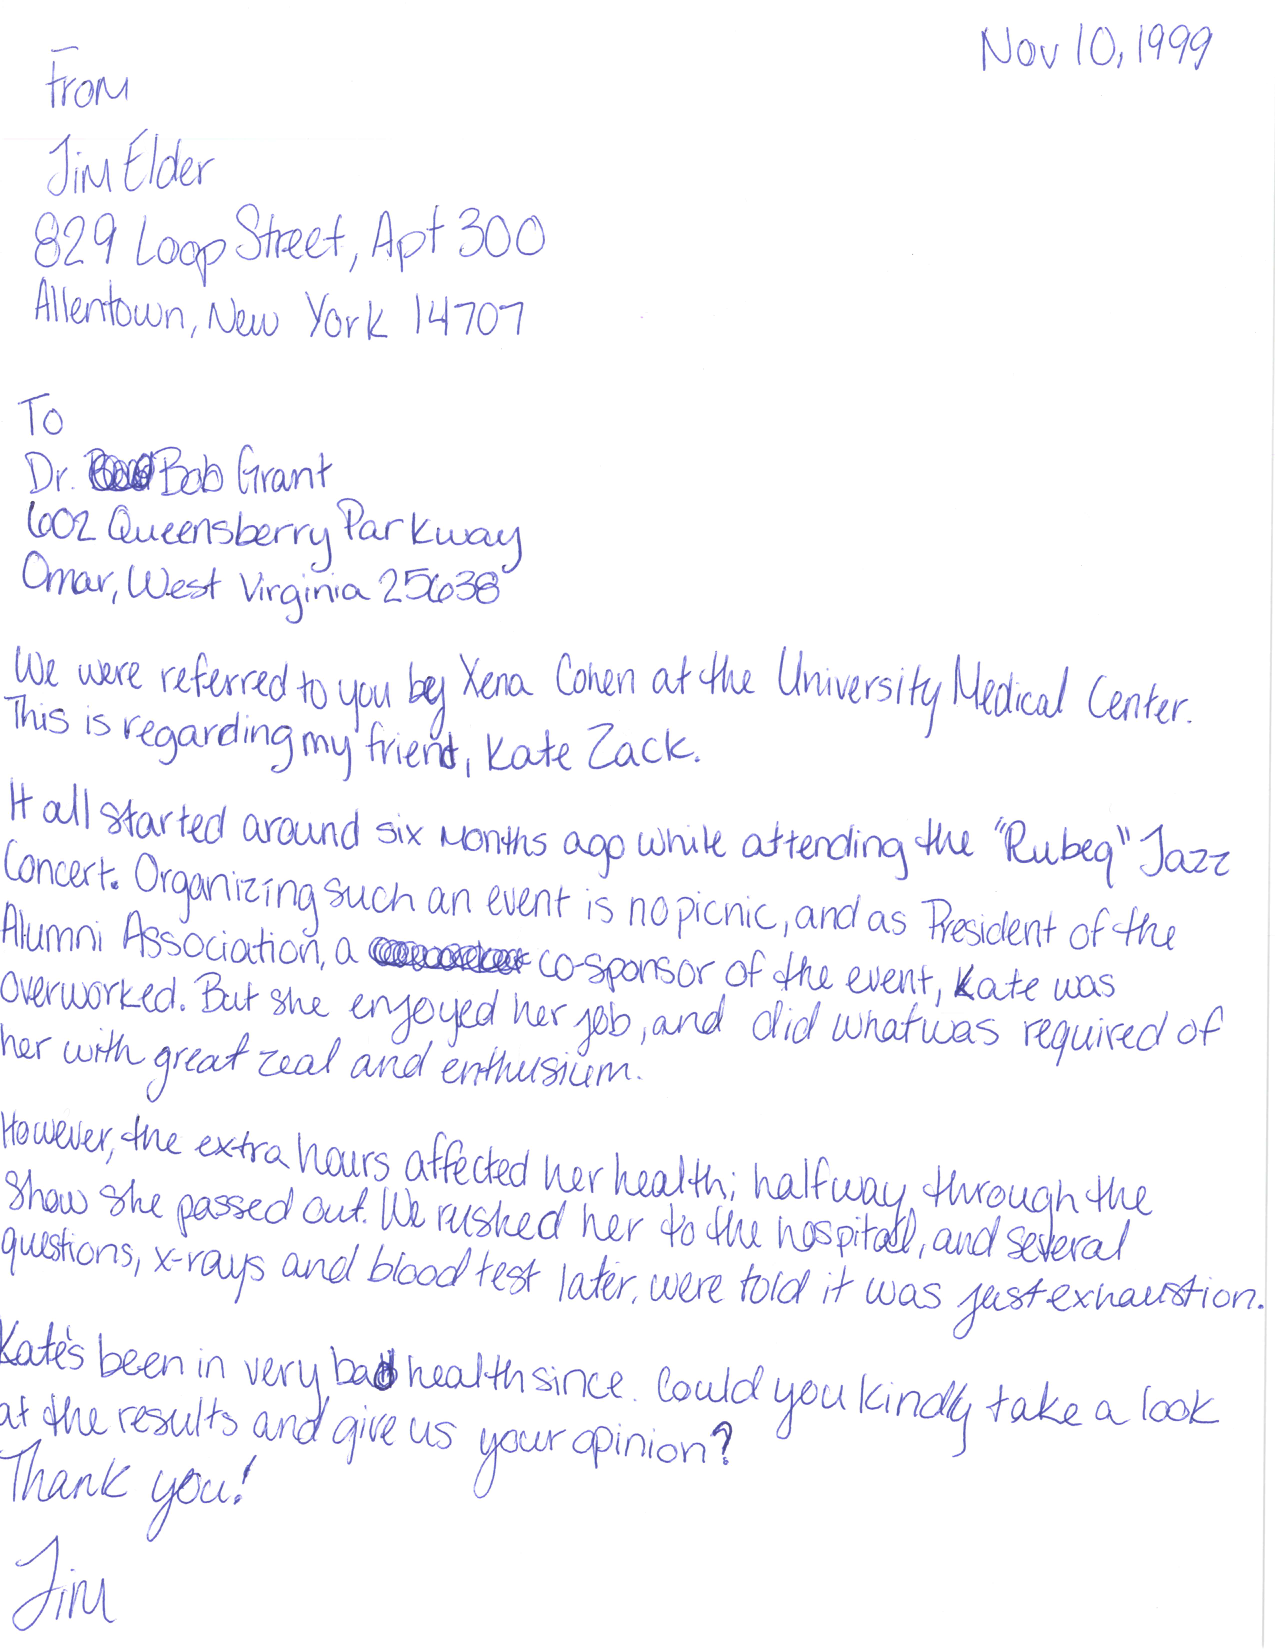 Nov 10, 1999
From
Jim Elder
829 Loop Street, Apt 300
Allentown, New York 14707
To
Dr. Bob Grant
602 Queensberry Parkway
Omar, West Virginia 25638
We were referred to you by Xena Cohen at the University Medical Center.
This is regarding my friend, Kate Zack.
It all started around six months ago while attending the "Rubeq" Jazz
Concert. Organizing such an event is no picnic, and as President of the
Alumni Association, a co-sponsor of the event, Kate was
overworked. But she enjoyed her job, and did what was required of
her with great zeal and enthusium.
However, the extra hours affected her health; halfway through the
show she passed out. We rushed her to the hospital, and several
questions, x-rays and blood test later, were told it was just exhaustion.
Kate's been in very bad health since. Could you kindly take a look
at the results and give us your opinion?
Thank you!
Jim